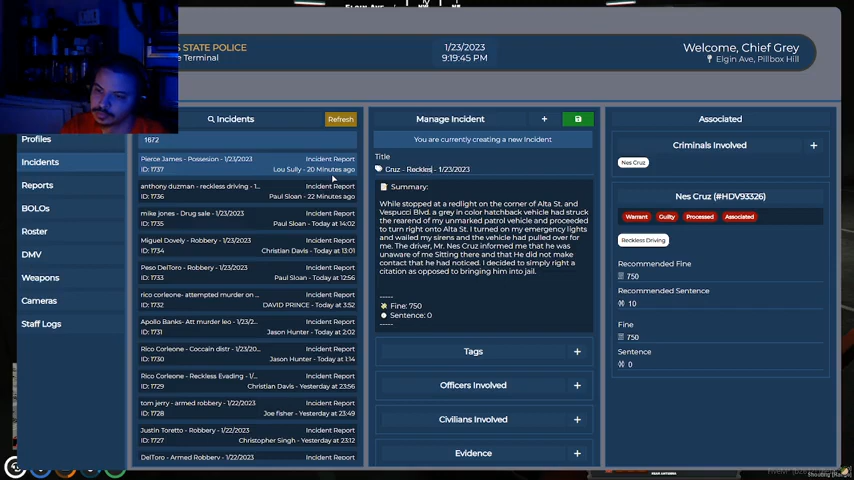 ELGIN AVE
S STATE POLICE
e Terminal
1/23/2023
9:19:45 PM
Welcome, Chief Grey
Elgin Ave, Pillbox Hill
Profiles
Incidents
Reports
BOLOs
Roster
DMV
Weapons
Cameras
Staff Logs
Incidents
Refresh
1672
Pierce James - Possesion - 1/23/2023 Incident Report
ID: 1737 Lou Sully - 20 Minutes ago
anthony duzman - reckless driving - 1... Incident Report
ID: 1736 Paul Sloan - 22 Minutes ago
mike jones - Drug sale - 1/23/2023 Incident Report
ID: 1735 Paul Sloan - Today at 14:02
Miguel Dovely - Robbery - 1/23/2023 Incident Report
ID: 1734 Christian Davis - Today at 13:01
Peso DelToro - Robbery - 1/23/2023 Incident Report
ID: 1733 Paul Sloan - Today at 12:56
rico corleone- attempted murder on ... Incident Report
ID: 1732 DAVID PRINCE - Today at 3:52
Apollo Banks- Att murder leo - 1/23/20... Incident Report
ID: 1731 Jason Hunter - Today at 2:02
Rico Corleone - Coccain distr - 1/23/20... Incident Report
ID: 1730 Jason Hunter - Today at 1:14
Rico Corleone - Reckless Evading - 1/... Incident Report
ID: 1729 Christian Davis - Yesterday at 23:56
tom jerry - armed robbery - 1/22/2023 Incident Report
ID: 1728 Joe fisher - Yesterday at 23:49
Justin Toretto - Robbery - 1/22/2023 Incident Report
ID: 1727 Christopher Singh - Yesterday at 23:12
DelToro - Armed Robbery - 1/22/2023 Incident Report
Manage Incident +
You are currently creating a new Incident
Title
Cruz - Reckles - 1/23/2023
Summary:
While stopped at a redlight on the corner of Alta St. and
Vespucci Blvd. a grey in color hatchback vehicle had struck
the rearend of my unmarked patrol vehicle and proceeded
to turn right onto Alta St. I turned on my emergency lights
and wailed my sirens and the vehicle had pulled over for
me. The driver, Mr. Nes Cruz informed me that he was
unaware of me Sitting there and that He did not make
contact that he had noticed. I decided to simply right a
citation as opposed to bringing him into jail.
-----
Fine: 750
Sentence: 0
-----
Tags +
Officers Involved +
Civilians Involved +
Evidence +
Associated
Criminals Involved +
Nes Cruz
Nes Cruz (#HDV93326)
Warrant Guilty Processed Associated
Reckless Driving
Recommended Fine
750
Recommended Sentence
10
Fine
750
Sentence
0